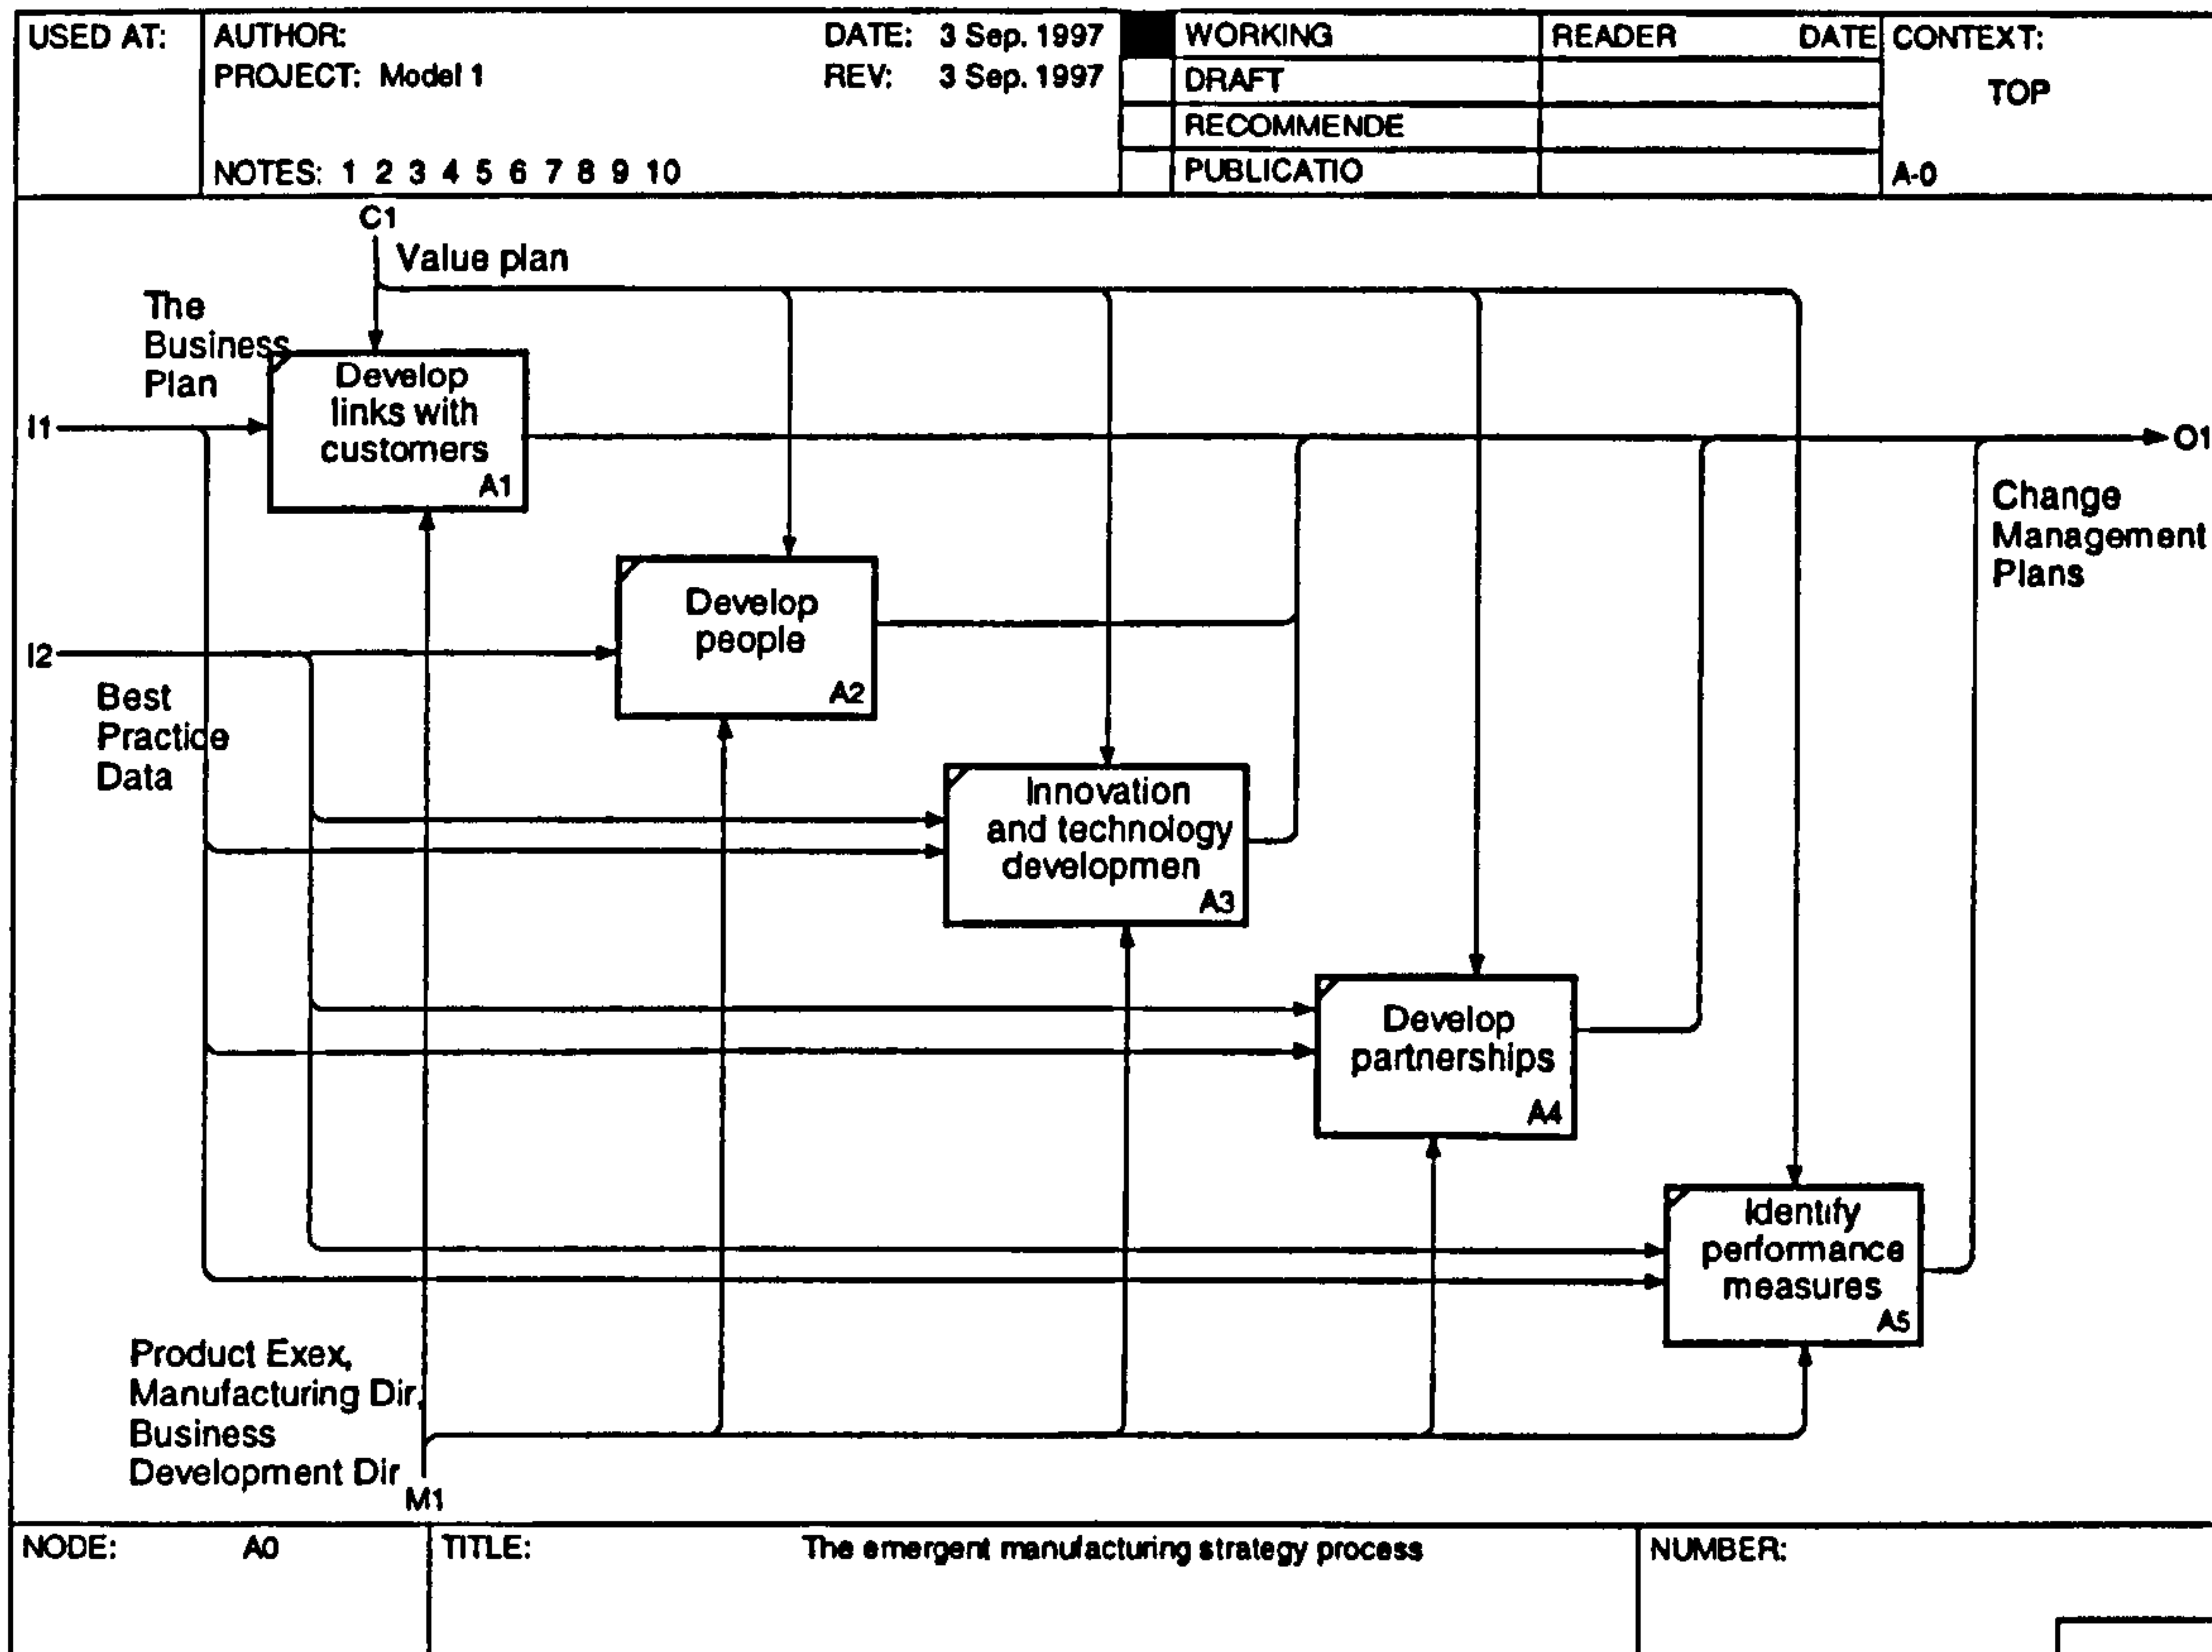 USED AT:
AUTHOR:
DATE: 3 Sep. 1997
PROJECT: Model 1
REV: 3 Sep. 1997
NOTES: 1 2 3 4 5 6 7 8 9 10
WORKING
DRAFT
RECOMMENDE
PUBLICATIO
READER DATE
CONTEXT:
TOP
A-0
C1
Value plan
The
Business
Plan
I1
Develop
links with
customers
A1
O1
Change
Management
Plans
I2
Best
Practice
Data
Develop
people
A2
Innovation
and technology
developmen
A3
Develop
partnerships
A4
Identify
performance
measures
A5
Product Exex,
Manufacturing Dir,
Business
Development Dir
M1
NODE: A0
TITLE: The emergent manufacturing strategy process
NUMBER: